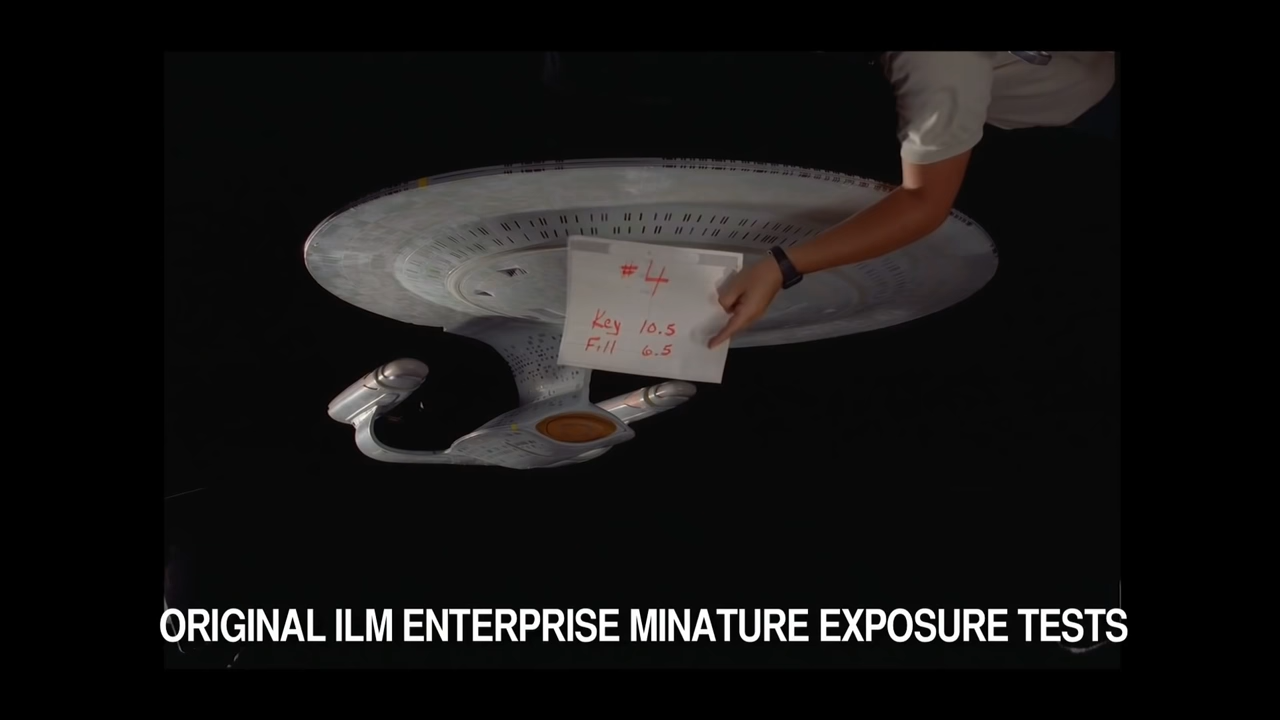 #4
Key 10.5
Fill 6.5
ORIGINAL ILM ENTERPRISE MINATURE EXPOSURE TESTS